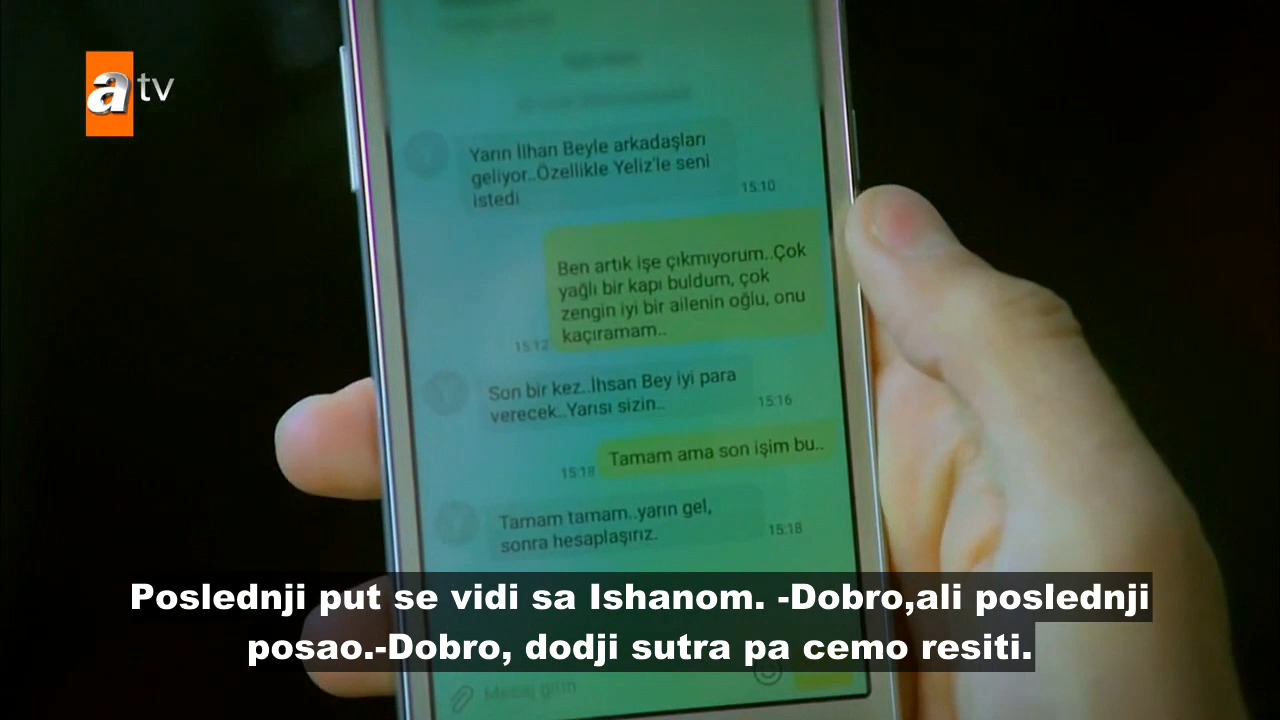 a tv
Yarın İlhan Beyle arkadaşları
geliyor..Özellikle Yeliz'le seni
istedi
15:10
Ben artık işe çıkmıyorum..Çok
yağlı bir kapı buldum, çok
zengin iyi bir ailenin oğlu, onu
kaçıramam..
15:12
Son bir kez..İhsan Bey iyi para
verecek..Yarısı sizin..
15:16
Tamam ama son işim bu..
15:18
Tamam tamam..yarın gel,
sonra hesaplaşırız.
15:18
Poslednji put se vidi sa Ishanom. -Dobro,ali poslednji
posao.-Dobro, dodji sutra pa cemo resiti.
Mesaj girin